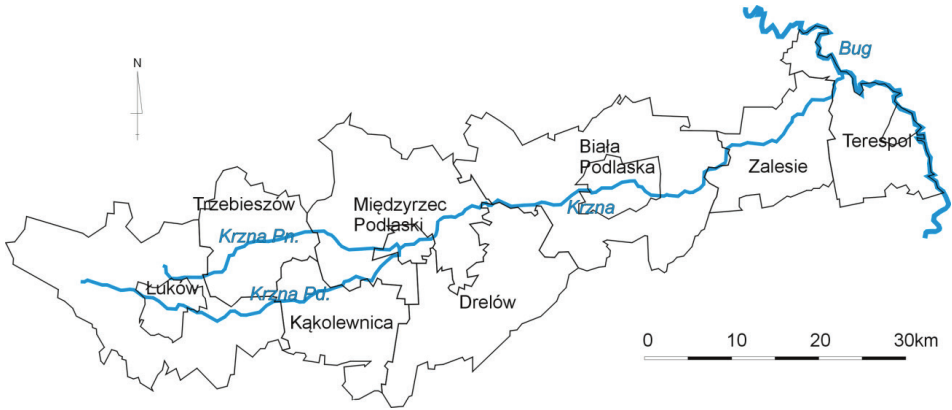 Bug
N
Biała
Podlaska
Terespol
Zalesie
Trzebieszów
Międzyrzec
Podlaski
Krzna
Krzna Pn.
Łuków
Krzna Pd.
Drelów
Kąkolewnica
0 10 20 30km